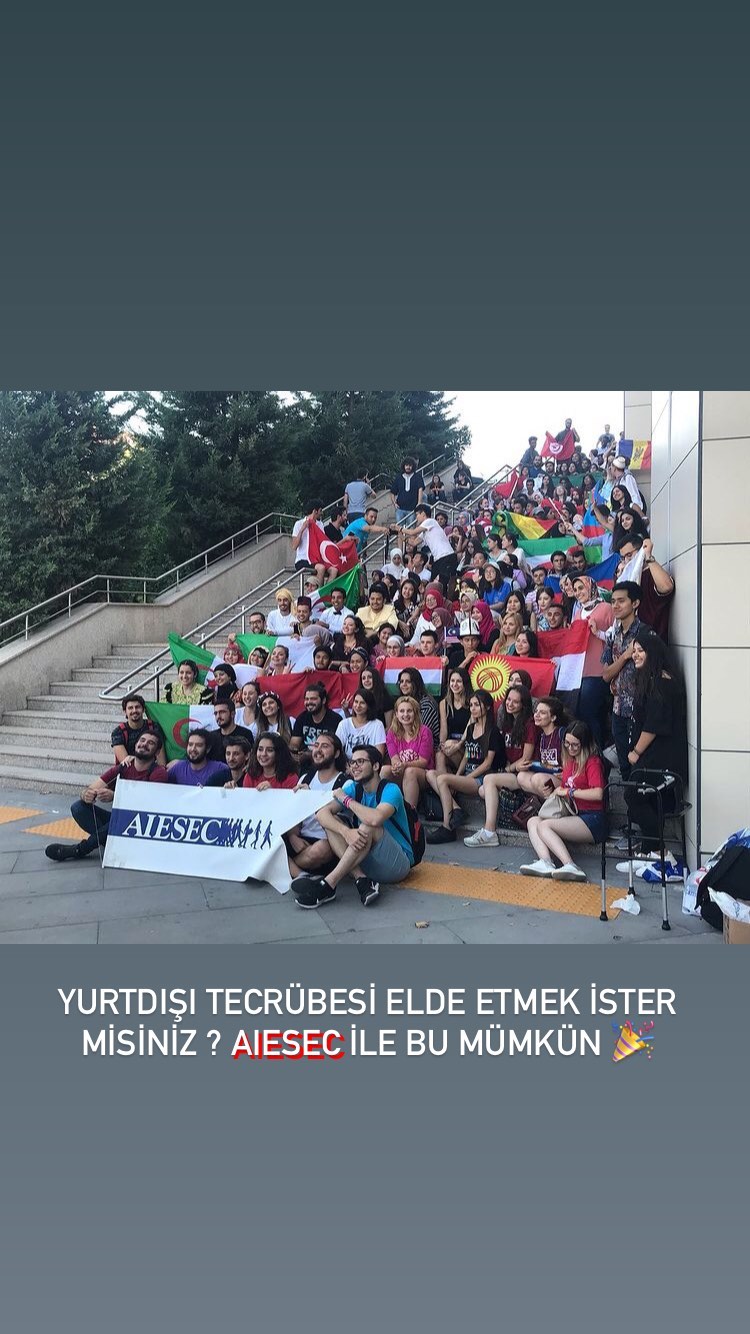 AIESEC
YURTDIŞI TECRÜBESİ ELDE ETMEK İSTER
MİSİNİZ ? AIESEC İLE BU MÜMKÜN 🎉